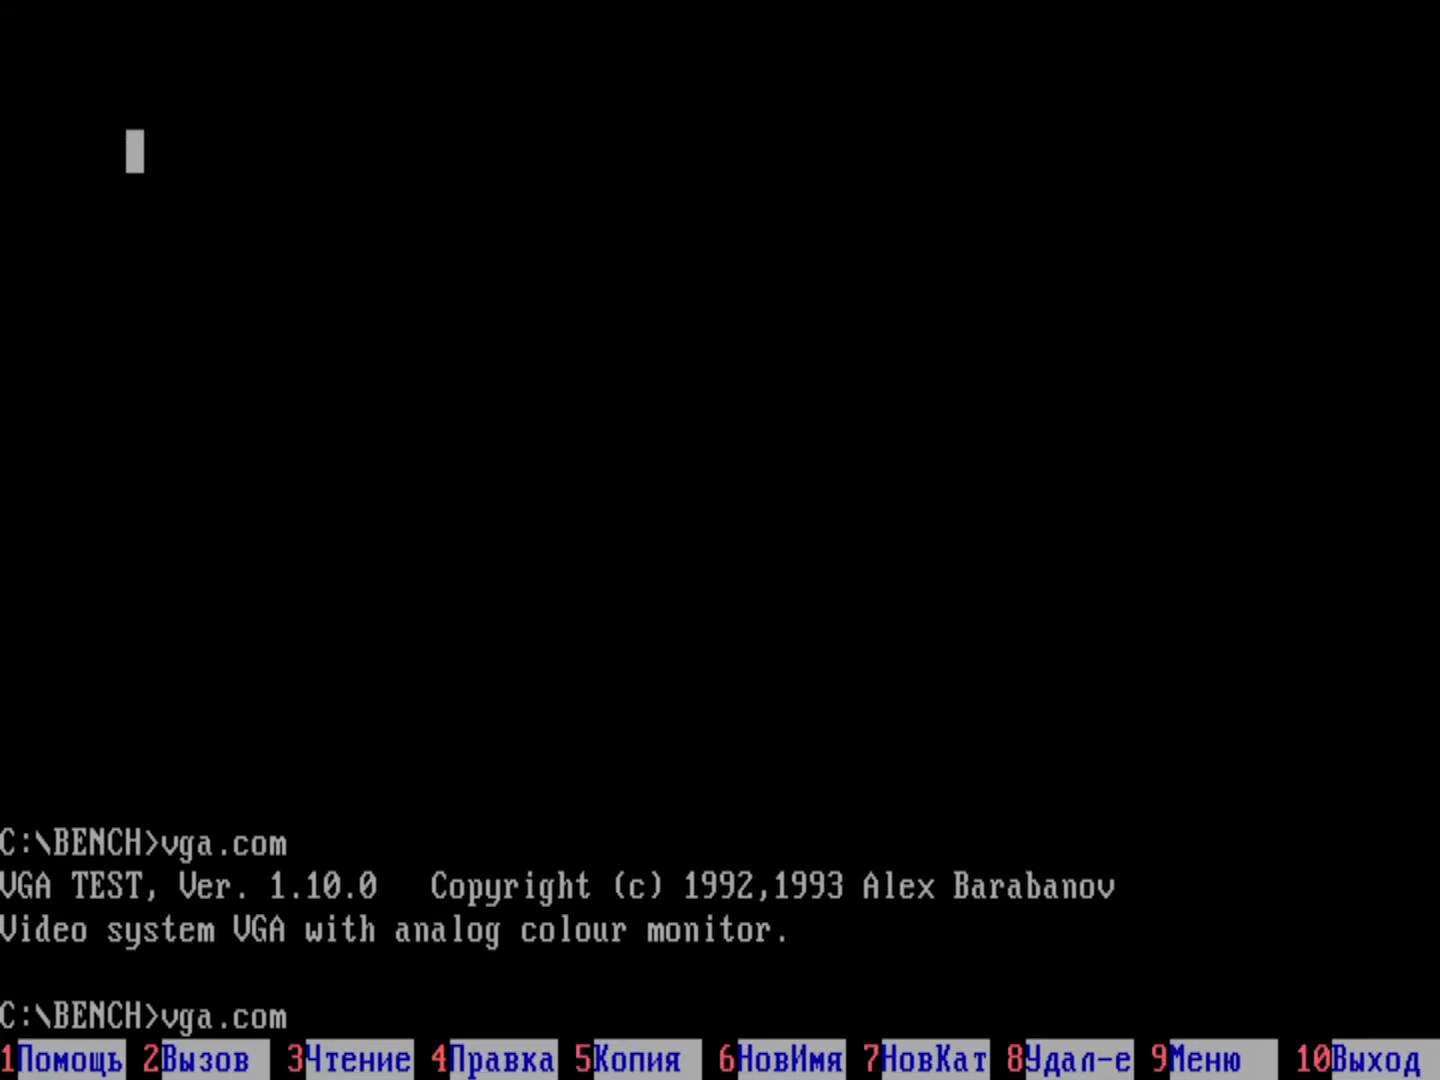 C:\BENCH>vga.com
VGA TEST, Ver. 1.10.0   Copyright (c) 1992,1993 Alex Barabanov
Video system VGA with analog colour monitor.
C:\BENCH>vga.com
1Помощь 2Вызов 3Чтение 4Правка 5Копия 6НовИмя 7НовКат 8Удал-е 9Меню 10Выход